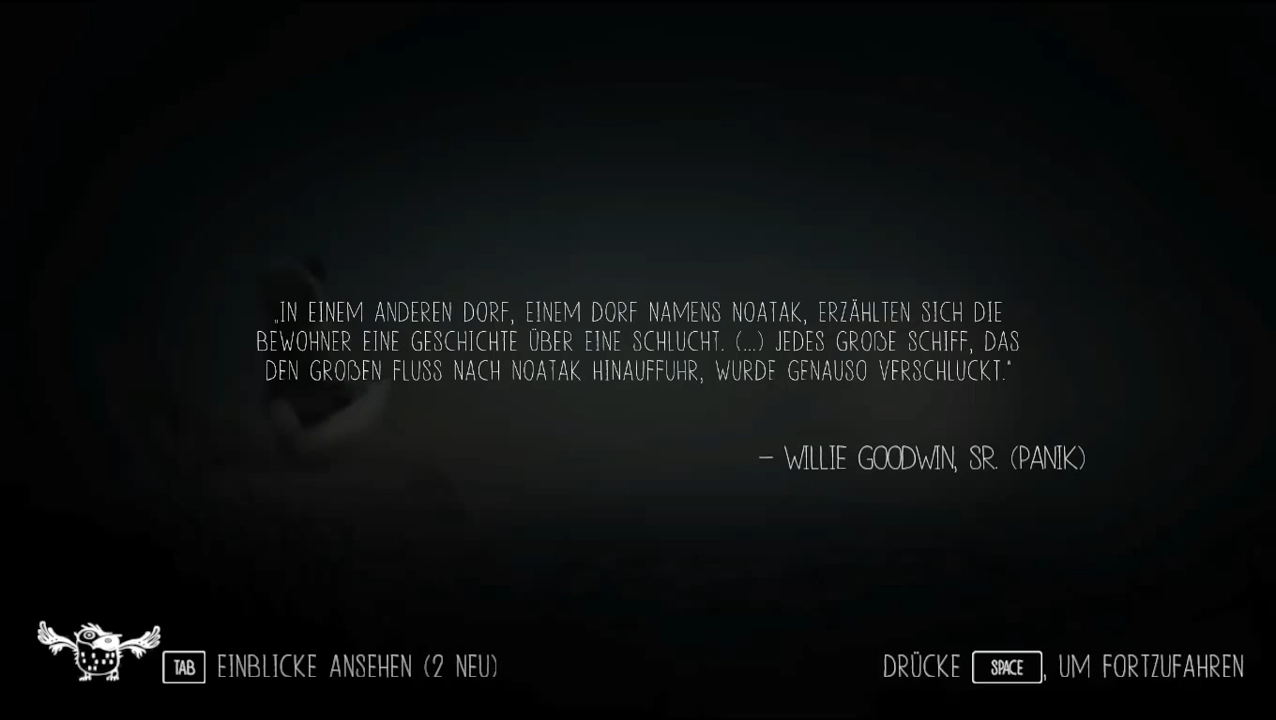 „IN EINEM ANDEREN DORF, EINEM DORF NAMENS NOATAK, ERZÄHLTEN SICH DIE
BEWOHNER EINE GESCHICHTE ÜBER EINE SCHLUCHT. (...) JEDES GROßE SCHIFF, DAS
DEN GROßEN FLUSS NACH NOATAK HINAUFFUHR, WURDE GENAUSO VERSCHLUCKT.“
– WILLIE GOODWIN, SR. (PANIK)
TAB EINBLICKE ANSEHEN (2 NEU)
DRÜCKE SPACE, UM FORTZUFAHREN